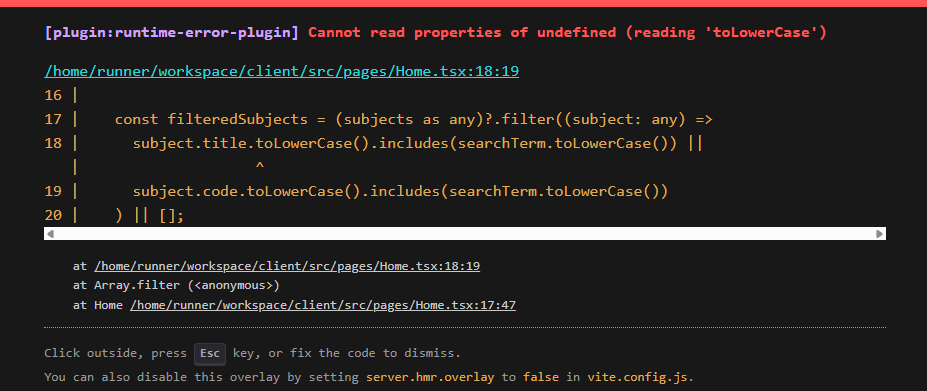 [plugin:runtime-error-plugin] Cannot read properties of undefined (reading 'toLowerCase')
/home/runner/workspace/client/src/pages/Home.tsx:18:19
16 |
17 |    const filteredSubjects = (subjects as any)?.filter((subject: any) =>
18 |      subject.title.toLowerCase().includes(searchTerm.toLowerCase()) ||
   |                    ^
19 |      subject.code.toLowerCase().includes(searchTerm.toLowerCase())
20 |    ) || [];
at /home/runner/workspace/client/src/pages/Home.tsx:18:19
at Array.filter (<anonymous>)
at Home /home/runner/workspace/client/src/pages/Home.tsx:17:47
Click outside, press Esc key, or fix the code to dismiss.
You can also disable this overlay by setting server.hmr.overlay to false in vite.config.js.